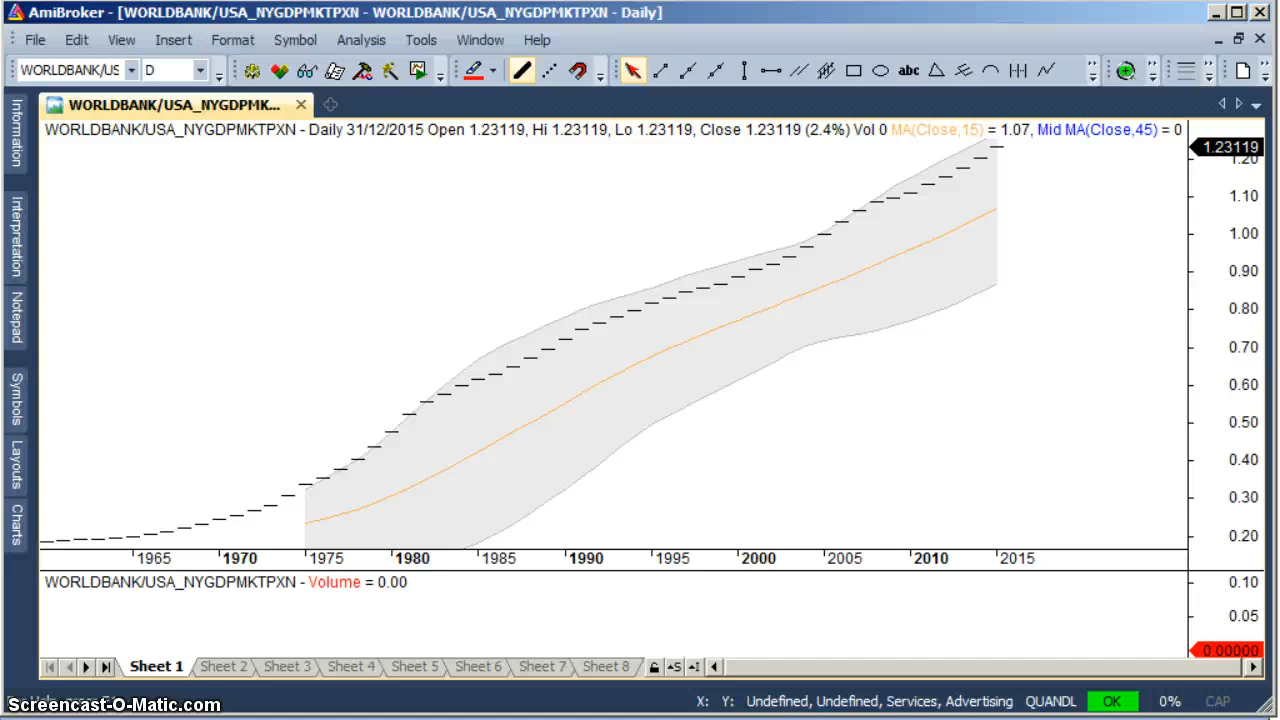 AmiBroker - [WORLDBANK/USA_NYGDPMKTPXN - WORLDBANK/USA_NYGDPMKTPXN - Daily]
File Edit View Insert Format Symbol Analysis Tools Window Help
WORLDBANK/US D abc
WORLDBANK/USA_NYGDPMK...
WORLDBANK/USA_NYGDPMKTPXN - Daily 31/12/2015 Open 1.23119, Hi 1.23119, Lo 1.23119, Close 1.23119 (2.4%) Vol 0 MA(Close,15) = 1.07, Mid MA(Close,45) = 0
Information
Interpretation
Notepad
Symbols
Layouts
Charts
1.23119
1.20
1.10
1.00
0.90
0.80
0.70
0.60
0.50
0.40
0.30
0.20
1965 1970 1975 1980 1985 1990 1995 2000 2005 2010 2015
WORLDBANK/USA_NYGDPMKTPXN - Volume = 0.00
0.10
0.05
0.00000
Sheet 1 Sheet 2 Sheet 3 Sheet 4 Sheet 5 Sheet 6 Sheet 7 Sheet 8 S I
X: Y: Undefined, Undefined, Services, Advertising QUANDL OK 0% CAP
Screencast-O-Matic.com